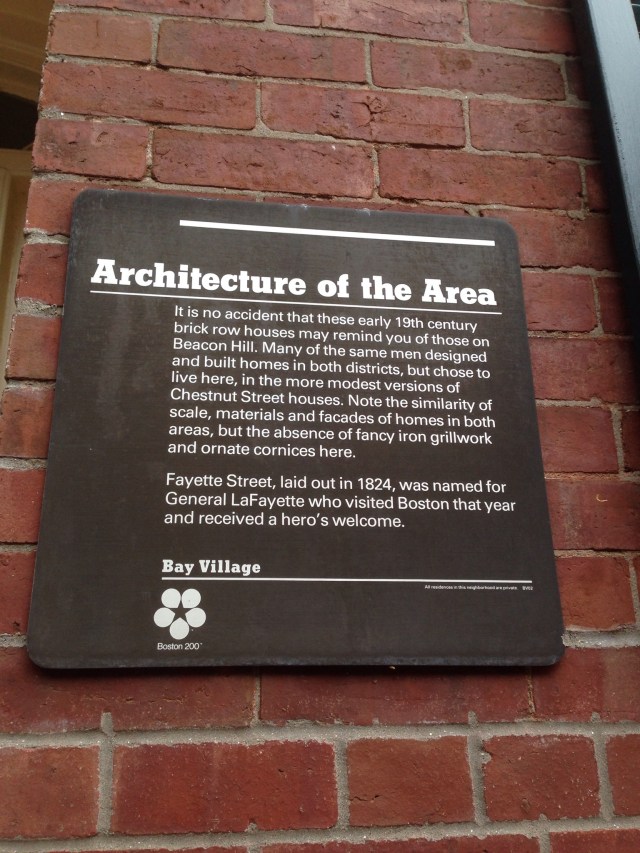 Architecture of the Area
It is no accident that these early 19th century
brick row houses may remind you of those on
Beacon Hill. Many of the same men designed
and built homes in both districts, but chose to
live here, in the more modest versions of
Chestnut Street houses. Note the similarity of
scale, materials and facades of homes in both
areas, but the absence of fancy iron grillwork
and ornate cornices here.
Fayette Street, laid out in 1824, was named for
General LaFayette who visited Boston that year
and received a hero's welcome.
Bay Village
All residences in this neighborhood are private.
Boston 200